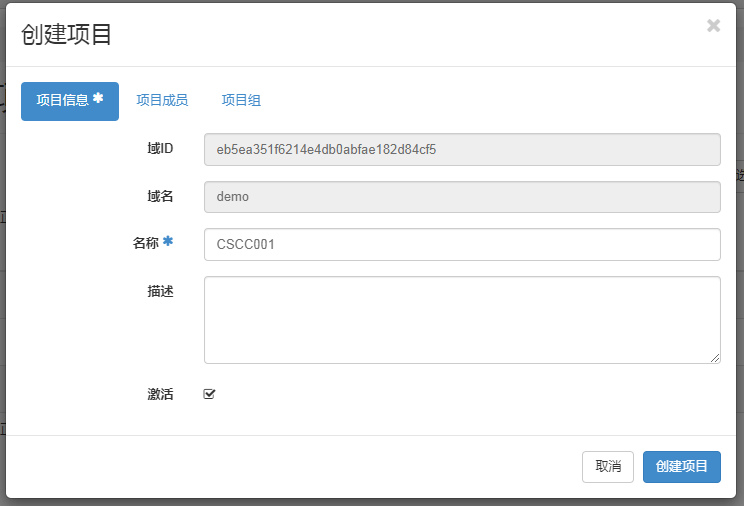 创建项目
项目信息 项目成员 项目组
域ID eb5ea351f6214e4db0abfae182d84cf5
域名 demo
名称 CSCC001
描述
激活
取消 创建项目